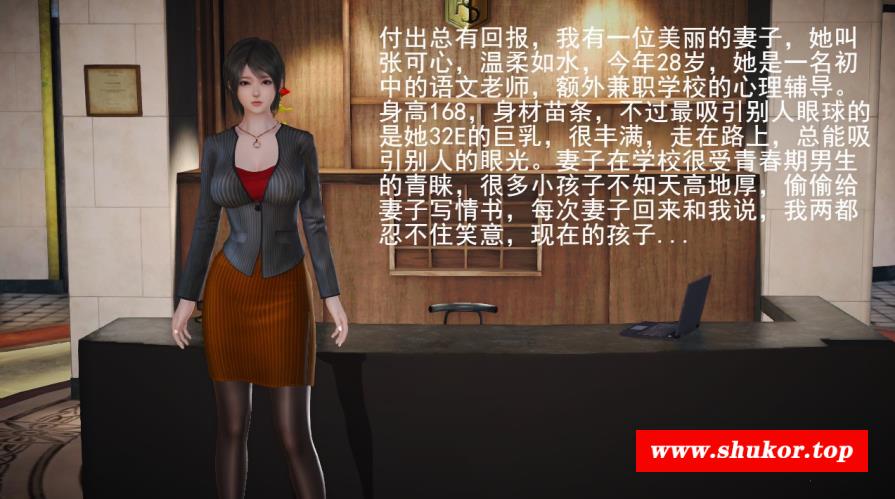 付出总有回报，我有一位美丽的妻子，她叫
张可心，温柔如水，今年28岁，她是一名初
中的语文老师，额外兼职学校的心理辅导。
身高168，身材苗条，不过最吸引别人眼球的
是她32E的巨乳，很丰满，走在路上，总能吸
引别人的眼光。妻子在学校很受青春期男生
的青睐，很多小孩子不知天高地厚，偷偷给
妻子写情书，每次妻子回来和我说，我两都
忍不住笑意，现在的孩子...
www.shukor.top